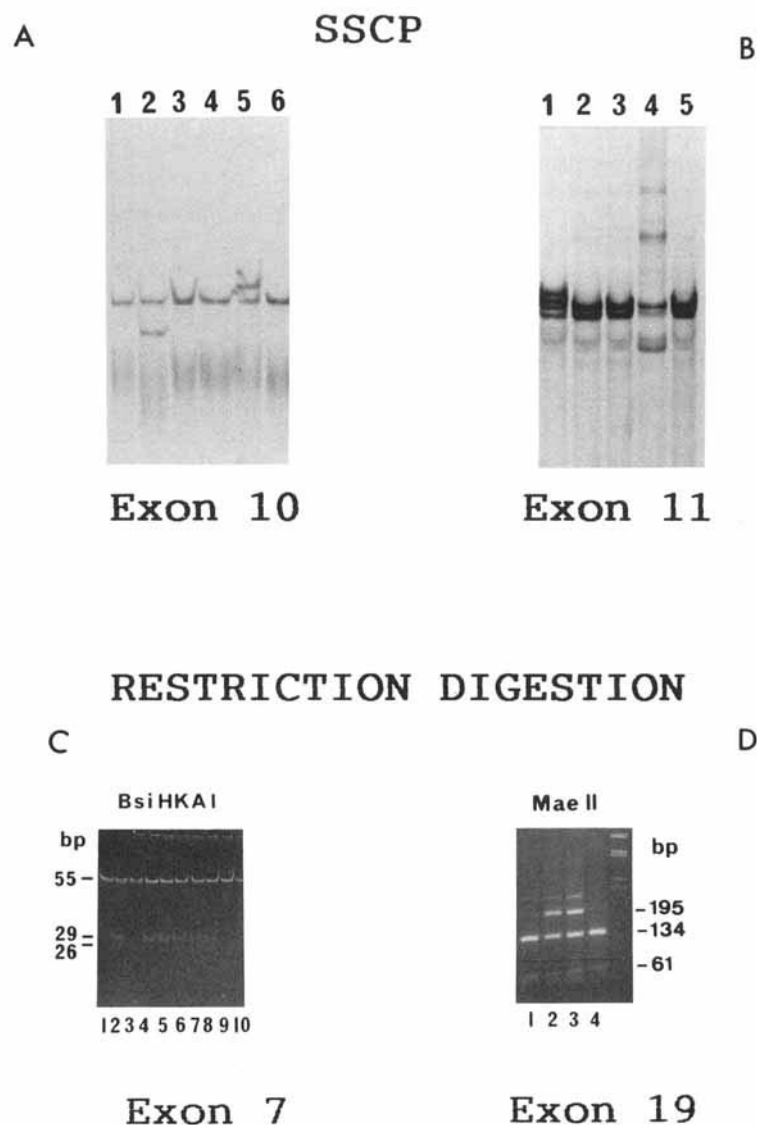 A
SSCP
B
1 2 3 4 5 6
1 2 3 4 5
Exon 10
Exon 11
RESTRICTION DIGESTION
C
D
BsiHKAI
Mae II
bp
bp
55
29
26
195
134
61
1 2 3 4 5 6 7 8 9 10
1 2 3 4
Exon 7
Exon 19